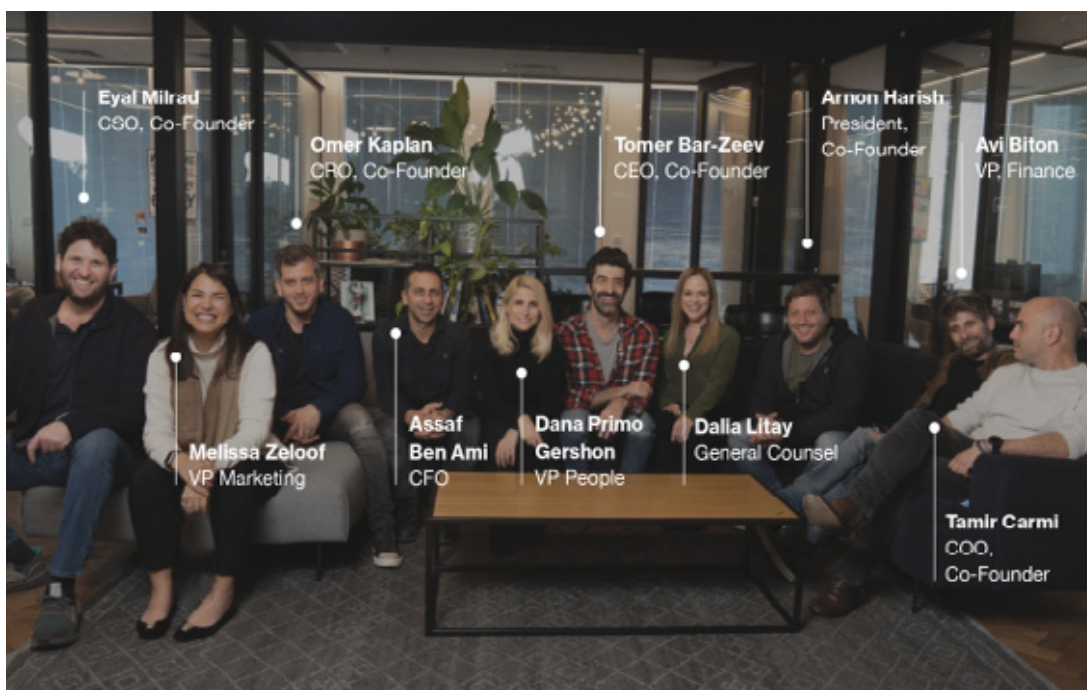 Eyal Milrad
CSO, Co-Founder
Omer Kaplan
CRO, Co-Founder
Tomer Bar-Zeev
CEO, Co-Founder
Arnon Harish
President,
Co-Founder
Avi Biton
VP, Finance
Melissa Zeloof
VP Marketing
Assaf
Ben Ami
CFO
Dana Primo
Gershon
VP People
Dalia Litay
General Counsel
Tamir Carmi
COO,
Co-Founder